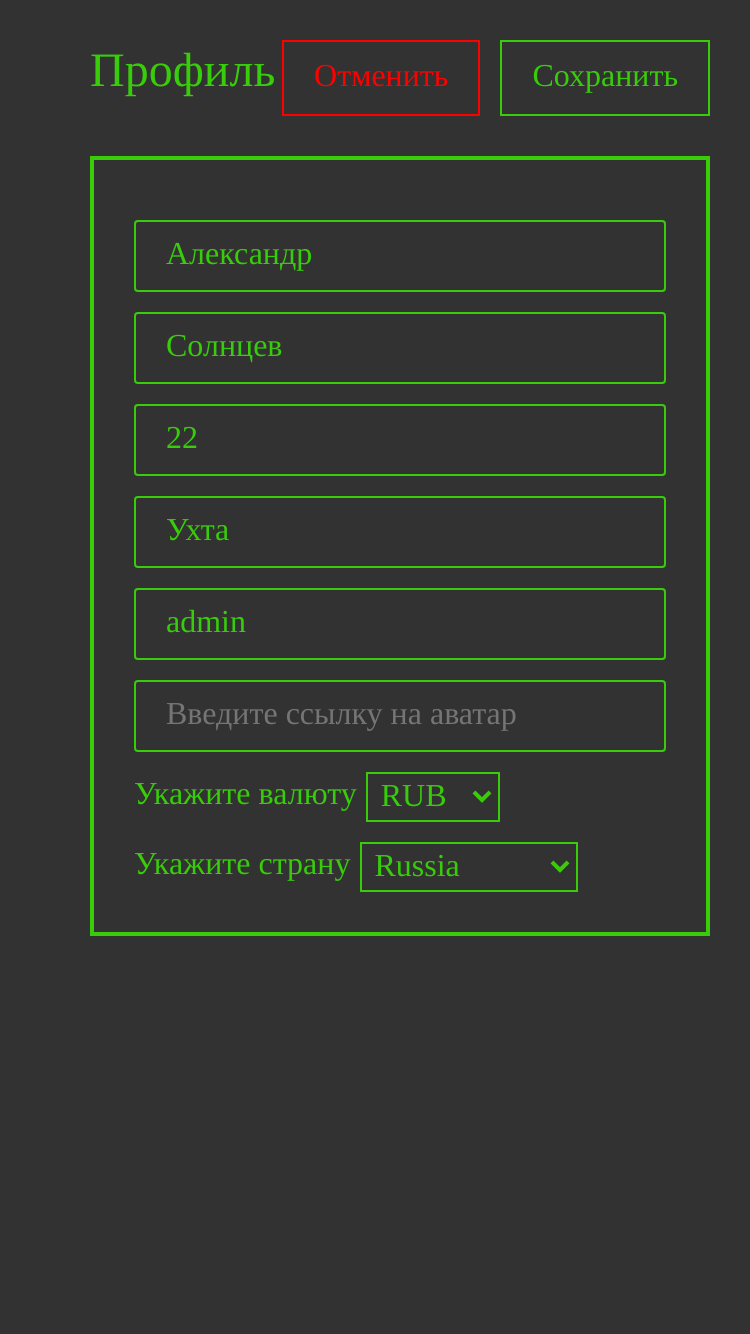 Профиль Отменить Сохранить
Александр
Солнцев
22
Ухта
admin
Введите ссылку на аватар
Укажите валюту RUB
Укажите страну Russia